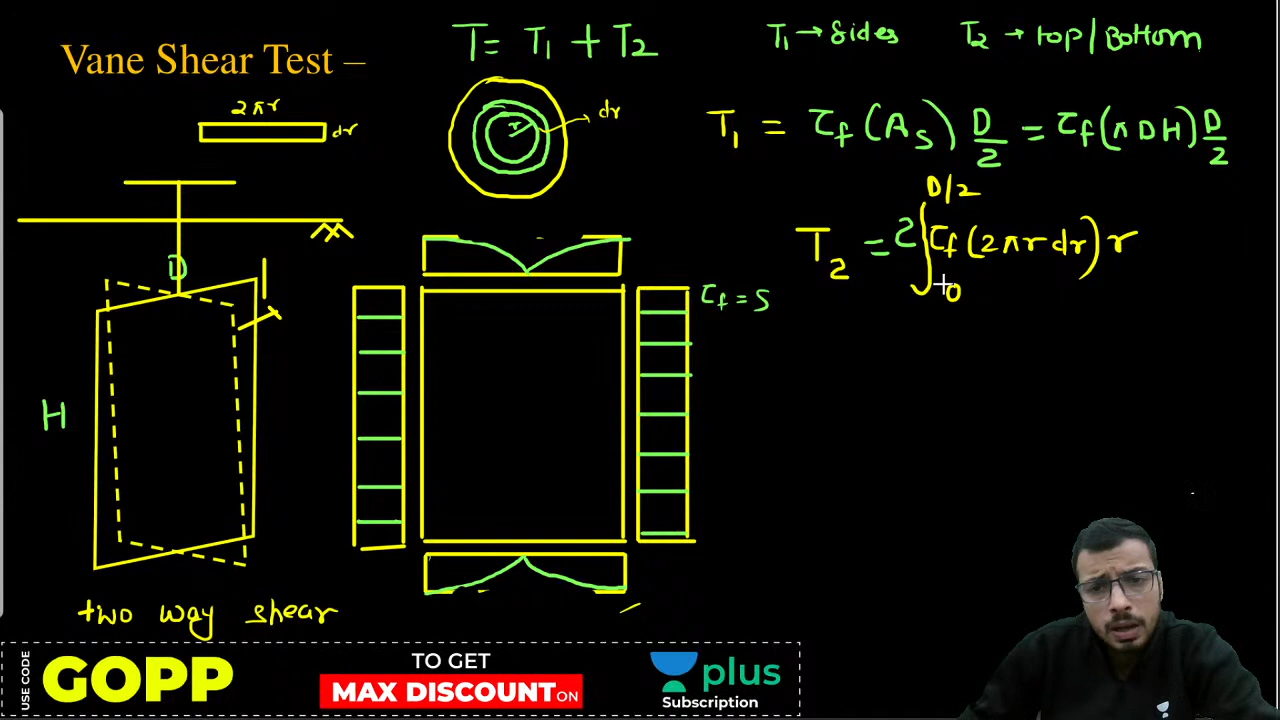 Vane Shear Test –
T = T₁ + T₂
T₁ → sides
T₂ → top/Bottom
2πr
dr
r
dr
T₁ = τf (As) D/2 = τf (π D H) D/2
T₂ = 2 ∫₀^D/2 τf (2πr dr) r
D
H
τf = S
two way shear
USE CODE
GOPP
TO GET
MAX DISCOUNT ON
plus
Subscription